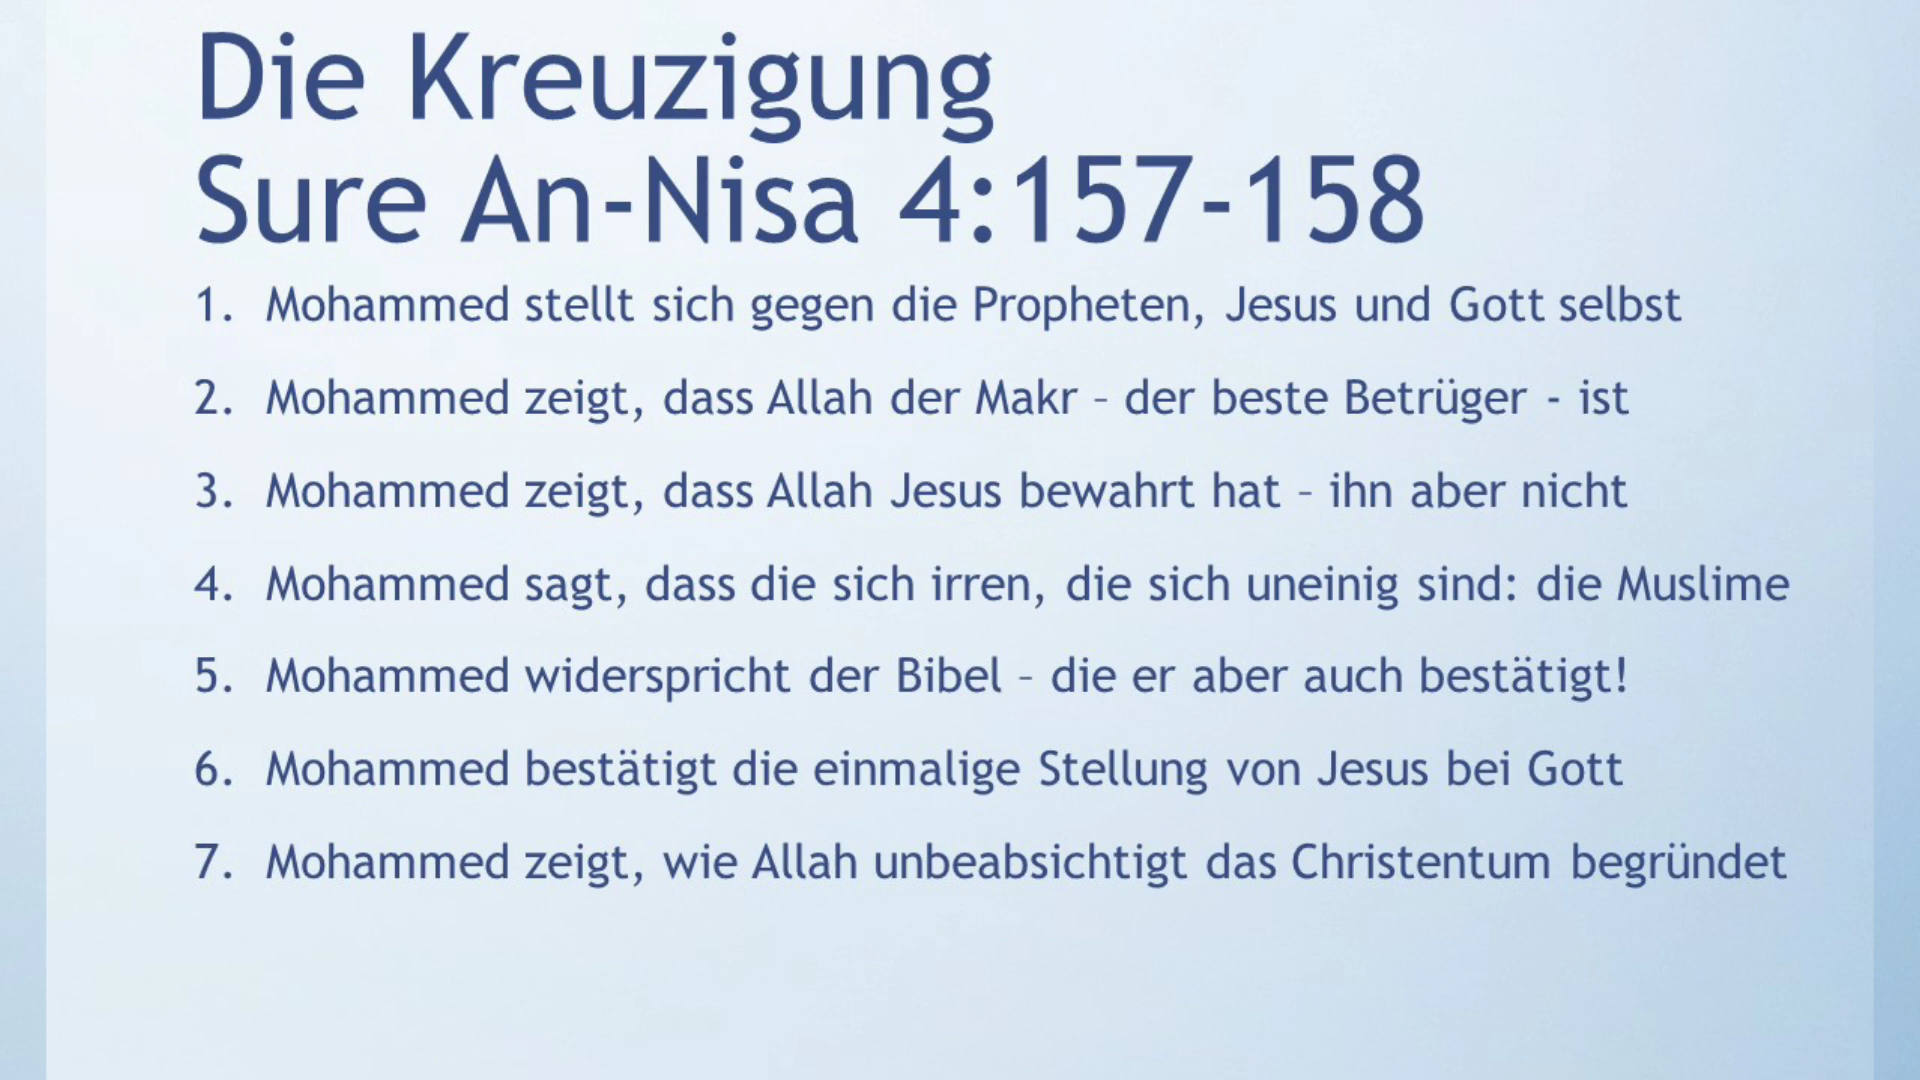 Die Kreuzigung
Sure An-Nisa 4:157-158
1. Mohammed stellt sich gegen die Propheten, Jesus und Gott selbst
2. Mohammed zeigt, dass Allah der Makr – der beste Betrüger - ist
3. Mohammed zeigt, dass Allah Jesus bewahrt hat – ihn aber nicht
4. Mohammed sagt, dass die sich irren, die sich uneinig sind: die Muslime
5. Mohammed widerspricht der Bibel – die er aber auch bestätigt!
6. Mohammed bestätigt die einmalige Stellung von Jesus bei Gott
7. Mohammed zeigt, wie Allah unbeabsichtigt das Christentum begründet